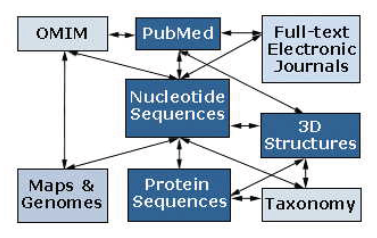 OMIM
PubMed
Full-text
Electronic
Journals
Nucleotide
Sequences
3D
Structures
Maps &
Genomes
Protein
Sequences
Taxonomy